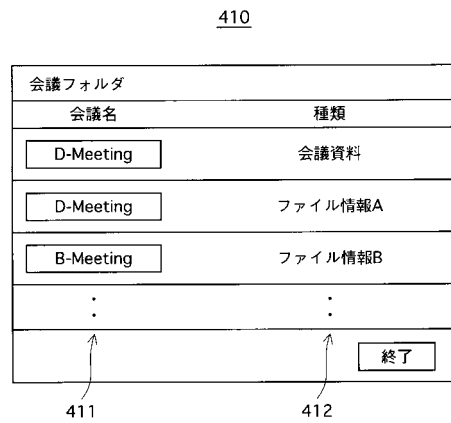 410
会議フォルダ
会議名 種類
D-Meeting 会議資料
D-Meeting ファイル情報A
B-Meeting ファイル情報B
終了
411 412